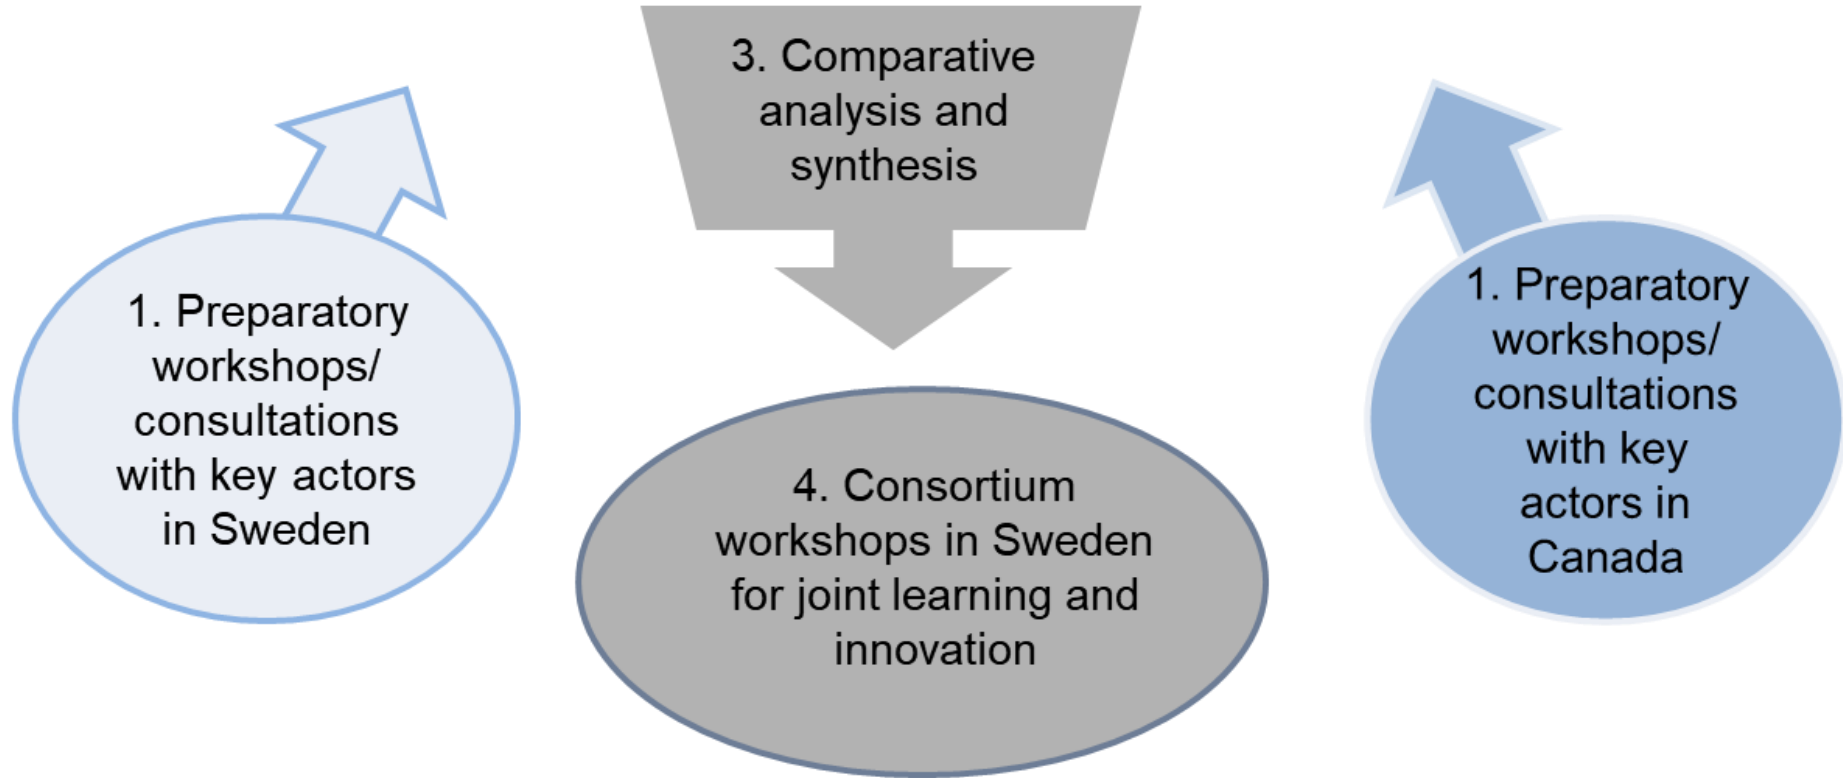 1. Preparatory
workshops/
consultations
with key actors
in Sweden
3. Comparative
analysis and
synthesis
4. Consortium
workshops in Sweden
for joint learning and
innovation
1. Preparatory
workshops/
consultations
with key
actors in
Canada